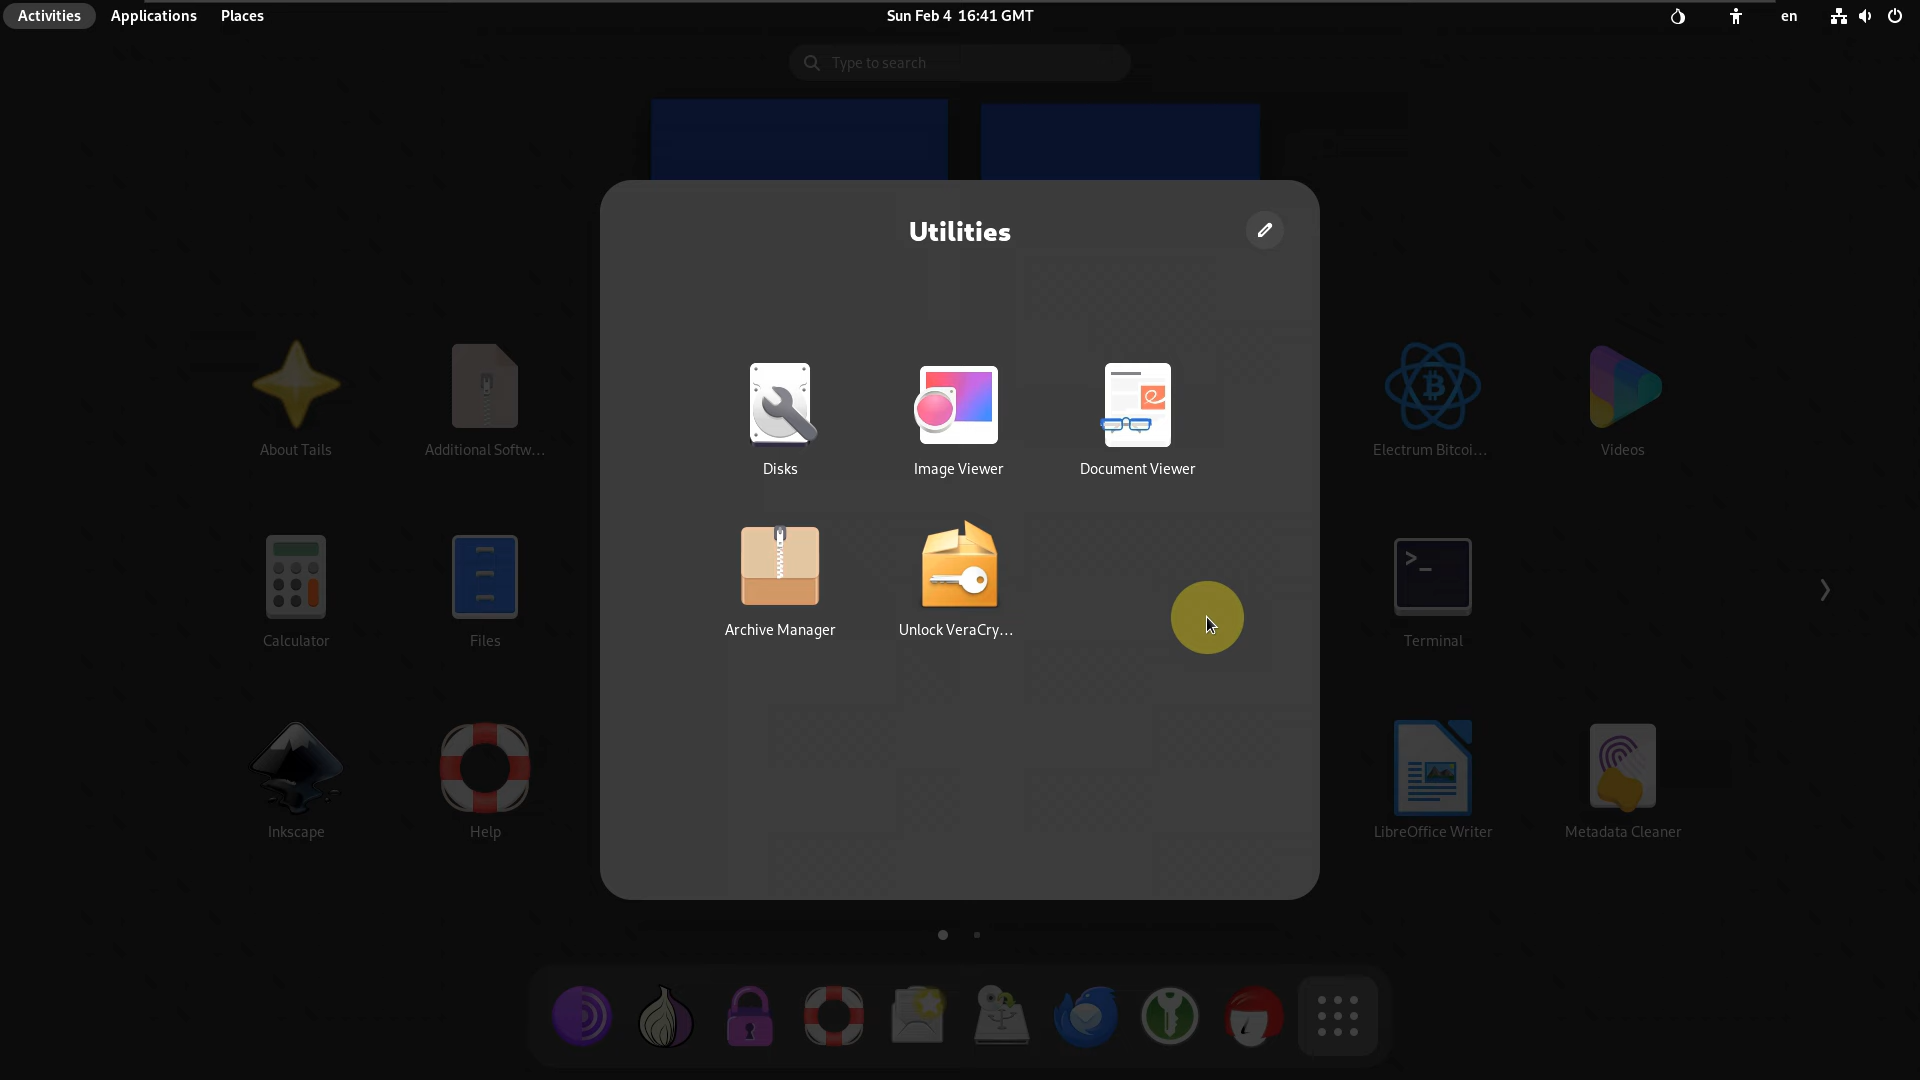 Activities Applications Places Sun Feb 4 16:41 GMT en
Type to search
Utilities
Disks Image Viewer Document Viewer
About Tails Additional Softw... Electrum Bitcoi... Videos
Archive Manager Unlock VeraCry...
Calculator Files Terminal
Inkscape Help LibreOffice Writer Metadata Cleaner